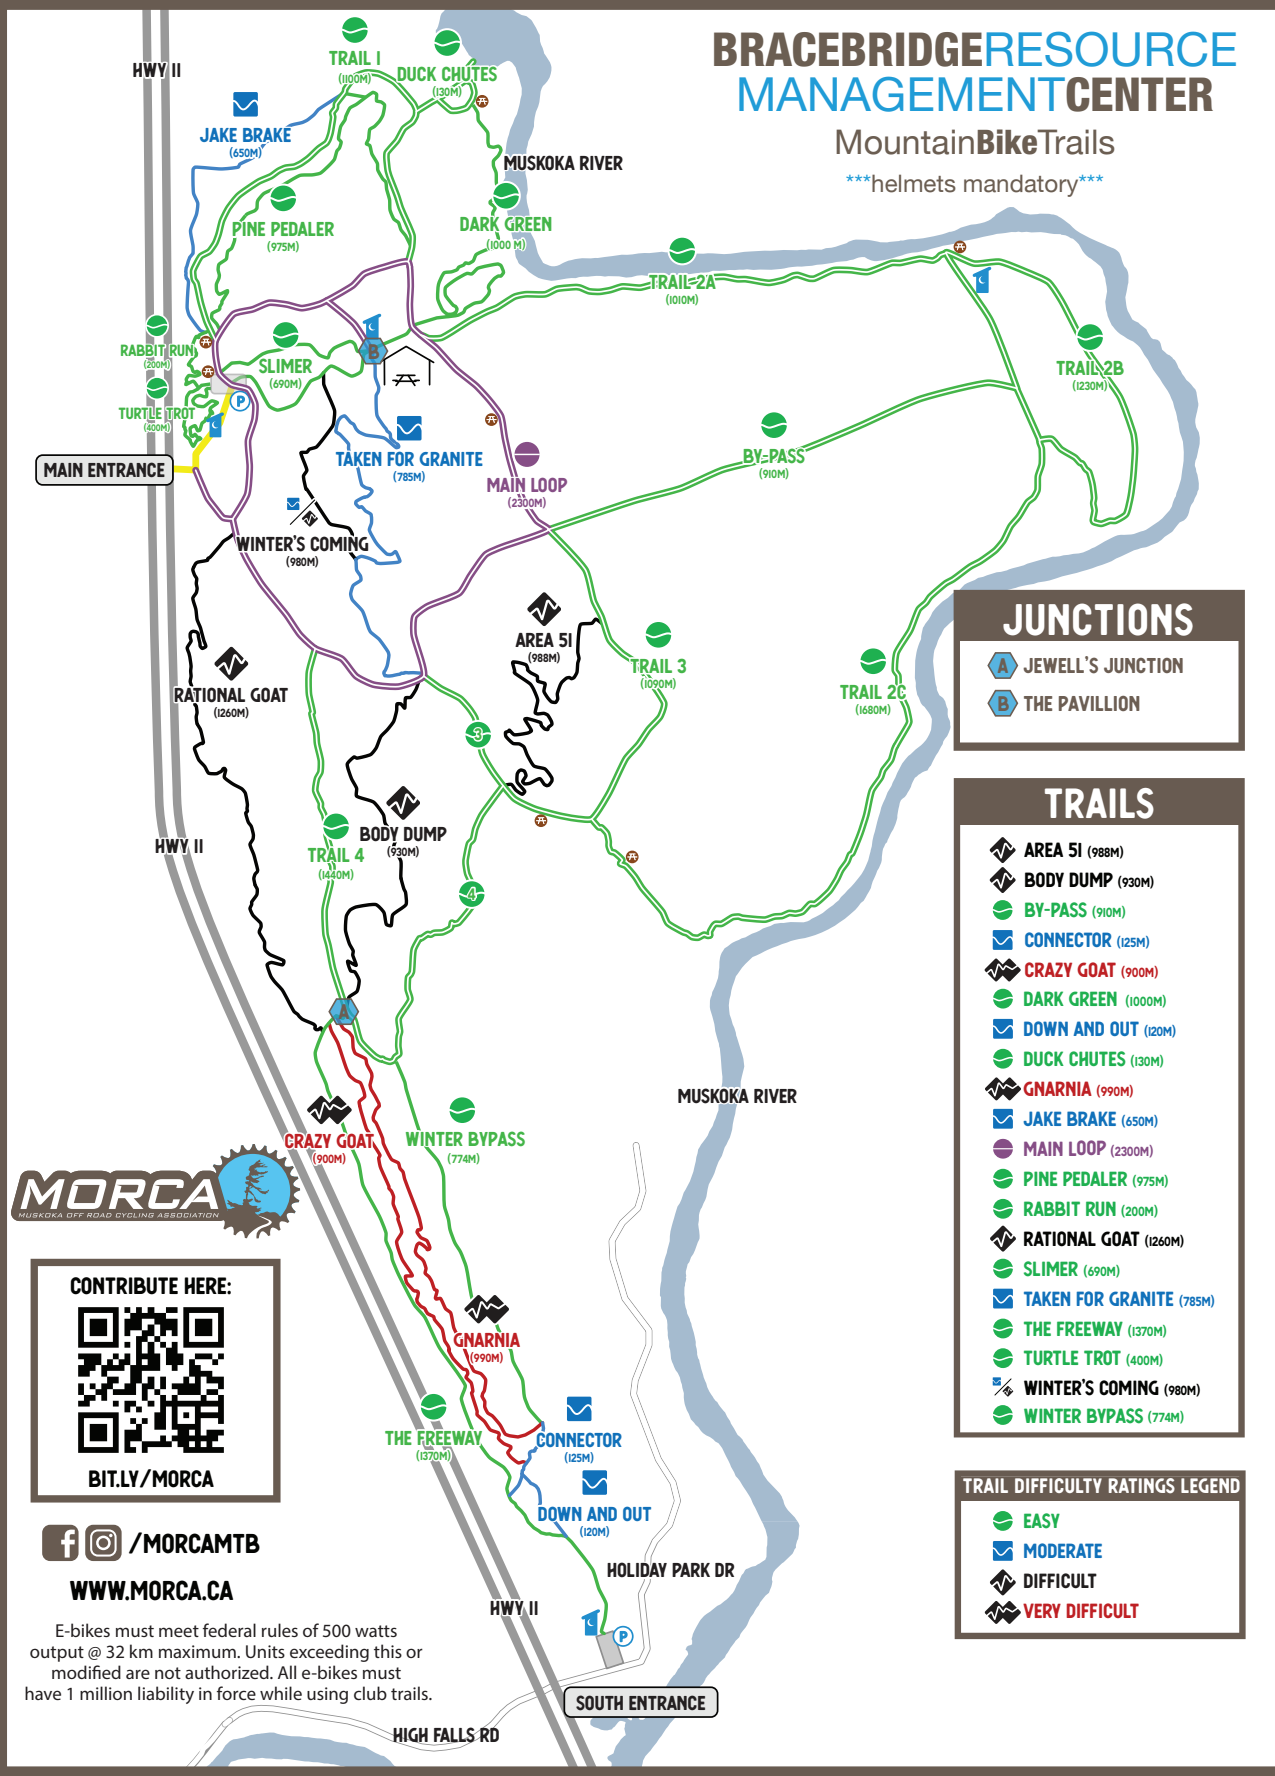 BRACEBRIDGERESOURCE
MANAGEMENTCENTER
MountainBikeTrails
***helmets mandatory***
HWY 11
TRAIL 1
(1100M)
DUCK CHUTES
(130M)
JAKE BRAKE
(650M)
MUSKOKA RIVER
PINE PEDALER
(975M)
DARK GREEN
(1000 M)
TRAIL 2A
(1010M)
RABBIT RUN
(200M)
SLIMER
(690M)
B
TRAIL 2B
(1230M)
TURTLE TROT
(400M)
P
MAIN ENTRANCE
TAKEN FOR GRANITE
(785M)
MAIN LOOP
(2300M)
BY-PASS
(910M)
WINTER'S COMING
(980M)
AREA 51
(988M)
TRAIL 3
(1090M)
RATIONAL GOAT
(1260M)
TRAIL 2C
(1680M)
3
HWY 11
TRAIL 4
(1440M)
BODY DUMP
(930M)
4
A
MUSKOKA RIVER
CRAZY GOAT
(900M)
WINTER BYPASS
(774M)
GNARNIA
(990M)
THE FREEWAY
(1370M)
CONNECTOR
(125M)
DOWN AND OUT
(120M)
HOLIDAY PARK DR
HWY 11
P
SOUTH ENTRANCE
HIGH FALLS RD
JUNCTIONS
A JEWELL'S JUNCTION
B THE PAVILLION
TRAILS
AREA 51 (988M)
BODY DUMP (930M)
BY-PASS (910M)
CONNECTOR (125M)
CRAZY GOAT (900M)
DARK GREEN (1000M)
DOWN AND OUT (120M)
DUCK CHUTES (130M)
GNARNIA (990M)
JAKE BRAKE (650M)
MAIN LOOP (2300M)
PINE PEDALER (975M)
RABBIT RUN (200M)
RATIONAL GOAT (1260M)
SLIMER (690M)
TAKEN FOR GRANITE (785M)
THE FREEWAY (1370M)
TURTLE TROT (400M)
WINTER'S COMING (980M)
WINTER BYPASS (774M)
TRAIL DIFFICULTY RATINGS LEGEND
EASY
MODERATE
DIFFICULT
VERY DIFFICULT
MORCA
MUSKOKA OFF ROAD CYCLING ASSOCIATION
CONTRIBUTE HERE:
BIT.LY/MORCA
/MORCAMTB
WWW.MORCA.CA
E-bikes must meet federal rules of 500 watts
output @ 32 km maximum. Units exceeding this or
modified are not authorized. All e-bikes must
have 1 million liability in force while using club trails.